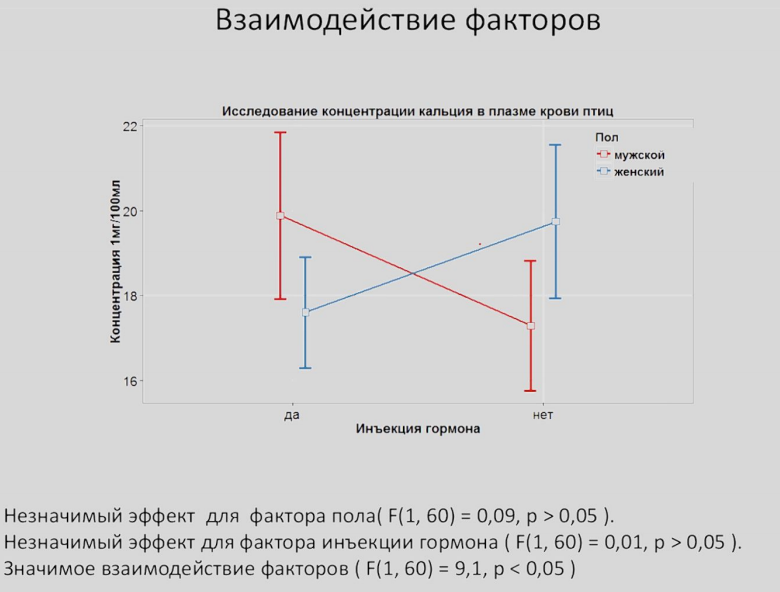 Взаимодействие факторов
Исследование концентрации кальция в плазме крови птиц
Пол
мужской
женский
Концентрация 1мг/100мл
22
20
18
16
да
нет
Инъекция гормона
Незначимый эффект для фактора пола( F(1, 60) = 0,09, p > 0,05 ).
Незначимый эффект для фактора инъекции гормона ( F(1, 60) = 0,01, p > 0,05 ).
Значимое взаимодействие факторов ( F(1, 60) = 9,1, p < 0,05 )